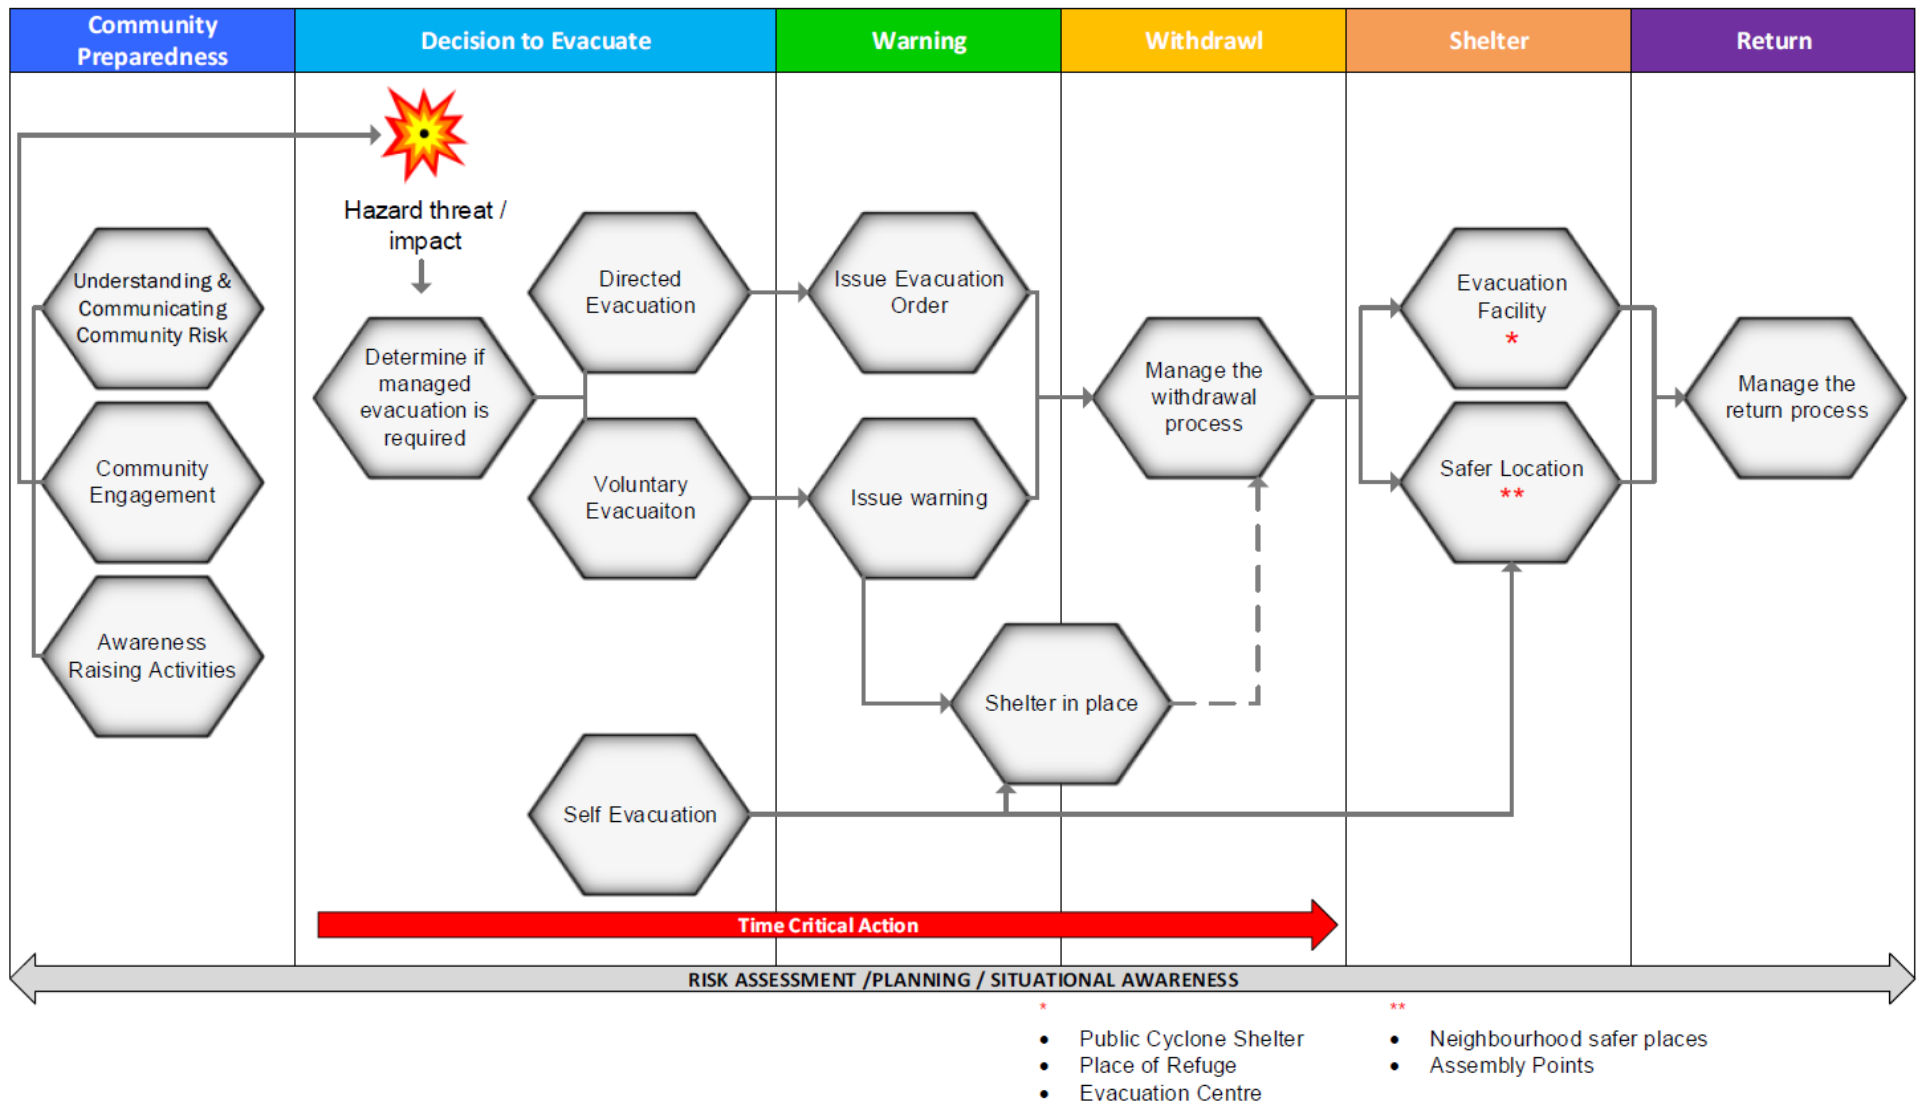 Community
Preparedness
Decision to Evacuate
Warning
Withdrawl
Shelter
Return
Hazard threat /
impact
Understanding &
Communicating
Community Risk
Community
Engagement
Awareness
Raising Activities
Determine if
managed
evacuation is
required
Directed
Evacuation
Voluntary
Evacuaiton
Self Evacuation
Issue Evacuation
Order
Issue warning
Shelter in place
Manage the
withdrawal
process
Evacuation
Facility
*
Safer Location
**
Manage the
return process
Time Critical Action
RISK ASSESSMENT /PLANNING / SITUATIONAL AWARENESS
*
• Public Cyclone Shelter
• Place of Refuge
• Evacuation Centre
**
• Neighbourhood safer places
• Assembly Points